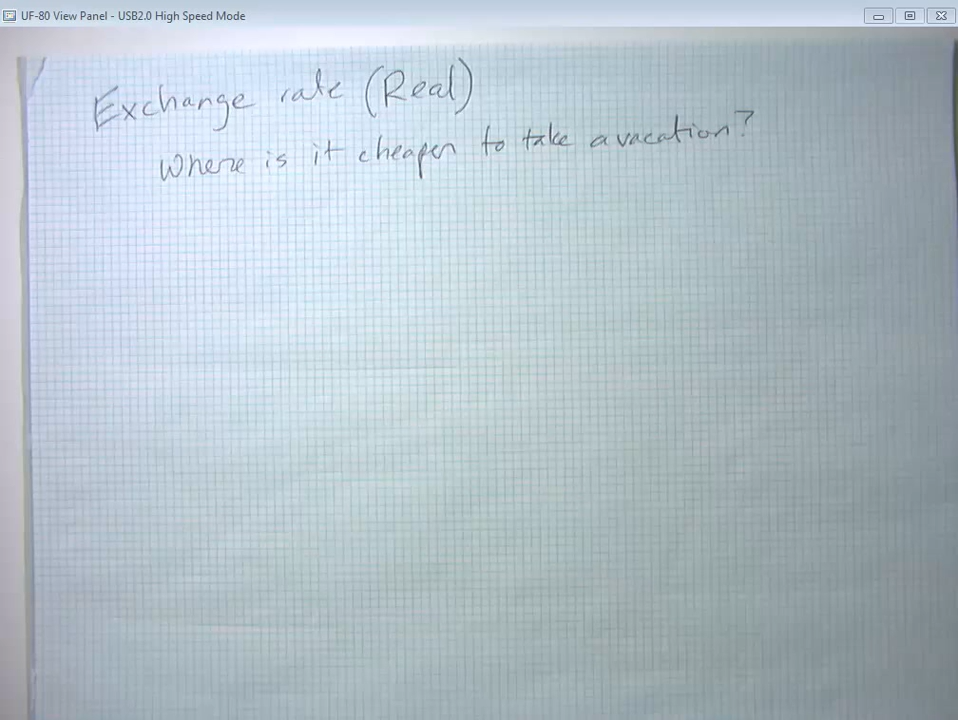 UF-80 View Panel - USB2.0 High Speed Mode
Exchange rate (Real)
Where is it cheaper to take a vacation?